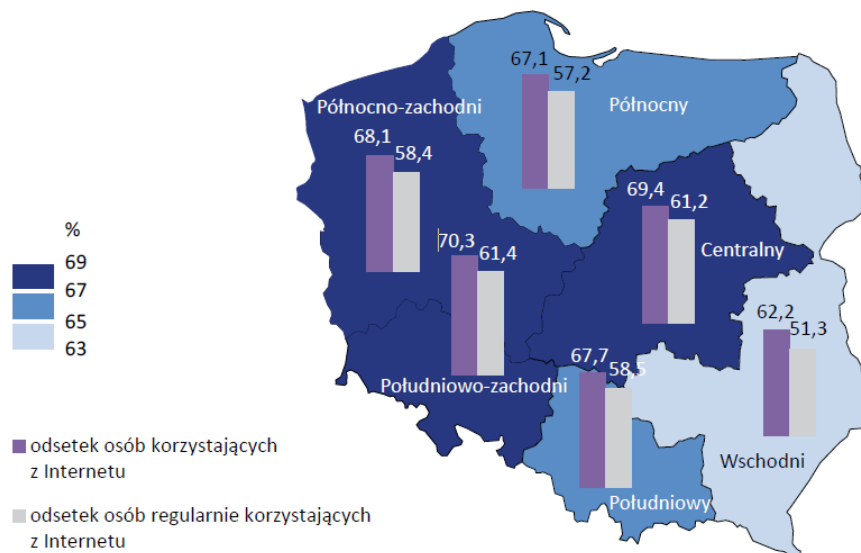 67,1
57,2
Północno-zachodni
Północny
68,1
58,4
69,4
61,2
%
70,3
61,4
Centralny
69
67
62,2
65
51,3
63
67,7
58,5
Południowo-zachodni
odsetek osób korzystających
z Internetu
Wschodni
Południowy
odsetek osób regularnie korzystających
z Internetu